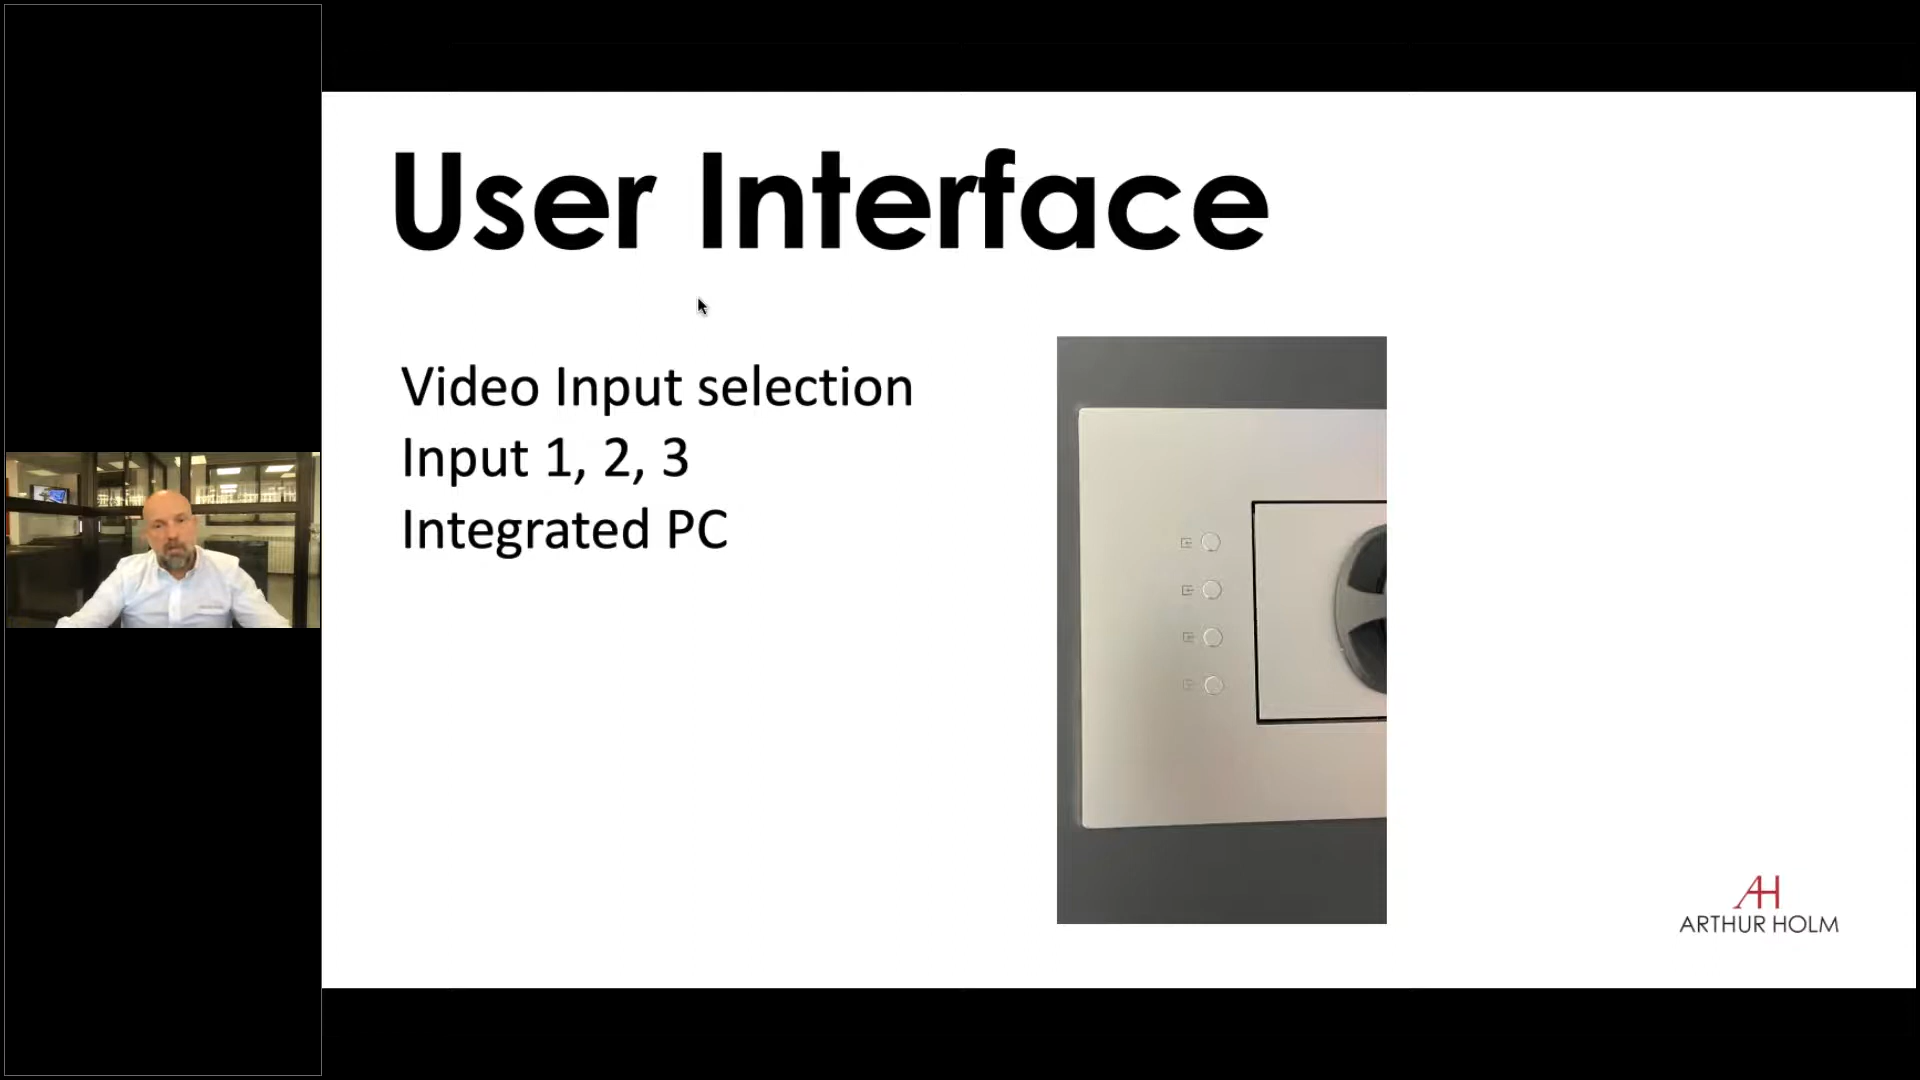 User Interface
Video Input selection
Input 1, 2, 3
Integrated PC
AH
ARTHUR HOLM